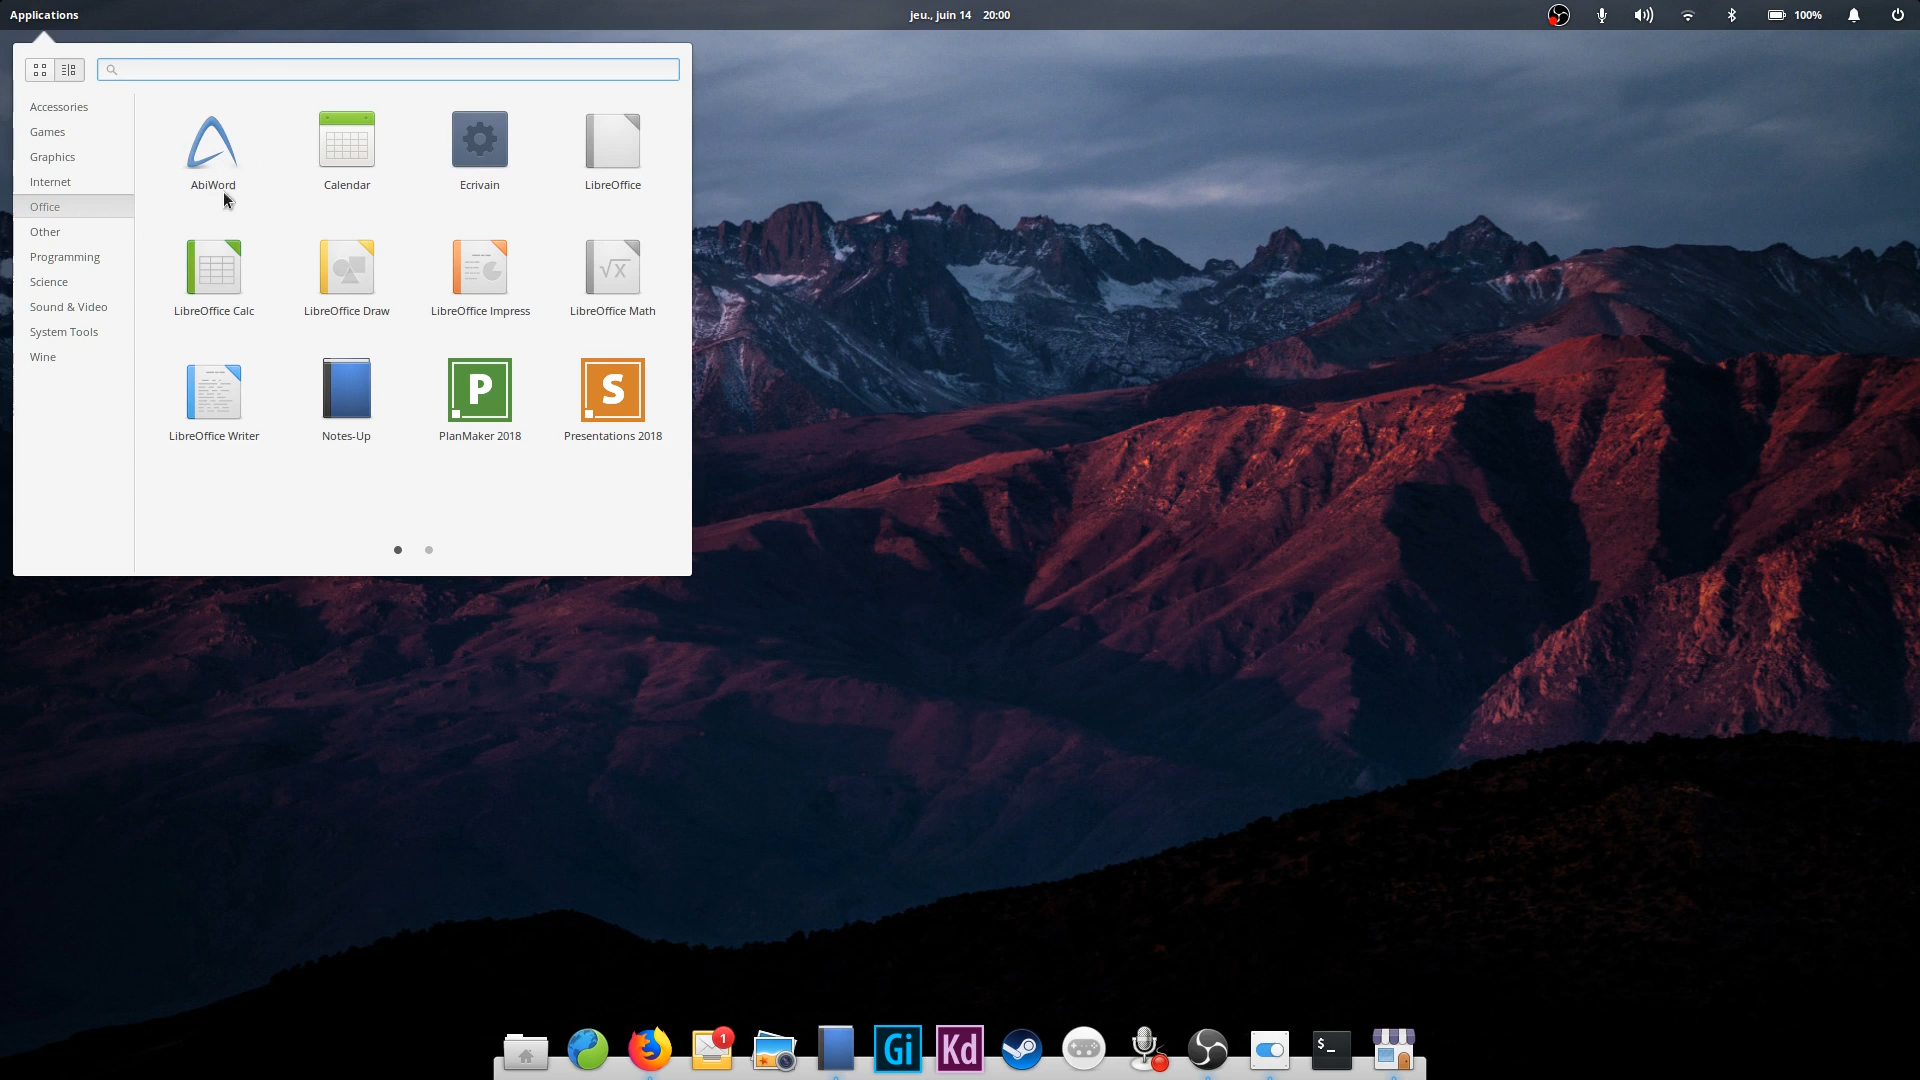 Applications
jeu., juin 14 20:00
100%
Accessories
Games
Graphics
Internet
Office
Other
Programming
Science
Sound & Video
System Tools
Wine
AbiWord
Calendar
Ecrivain
LibreOffice
LibreOffice Calc
LibreOffice Draw
LibreOffice Impress
√x
LibreOffice Math
LibreOffice Writer
Notes-Up
P
PlanMaker 2018
S
Presentations 2018
1
Gi
Kd
$_